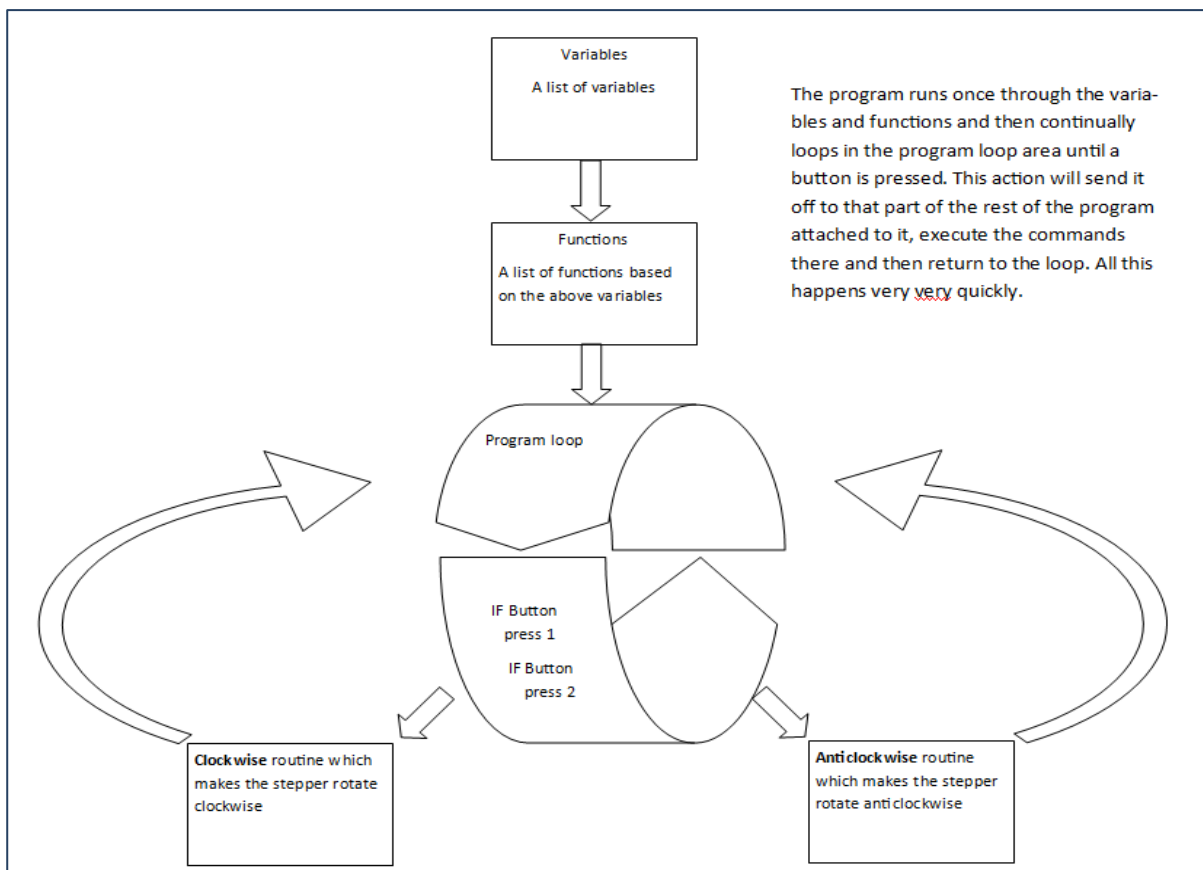 Variables
A list of variables
The program runs once through the varia-
bles and functions and then continually
loops in the program loop area until a
button is pressed. This action will send it
off to that part of the rest of the program
attached to it, execute the commands
there and then return to the loop. All this
happens very very quickly.
Functions
A list of functions based
on the above variables
Program loop
IF Button
press 1
IF Button
press 2
Clockwise routine which
makes the stepper rotate
clockwise
Anticlockwise routine
which makes the stepper
rotate anticlockwise